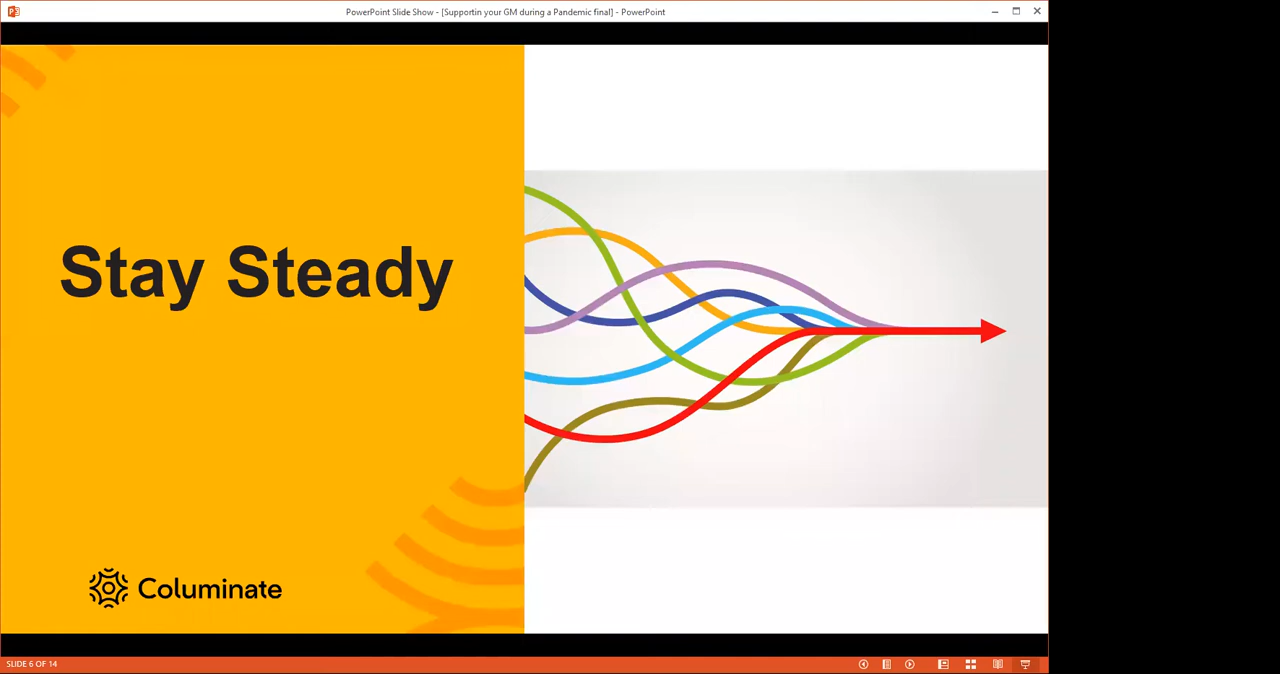 PowerPoint Slide Show - [Supportin your GM during a Pandemic final] - PowerPoint
Stay Steady
Columinate
SLIDE 6 OF 14